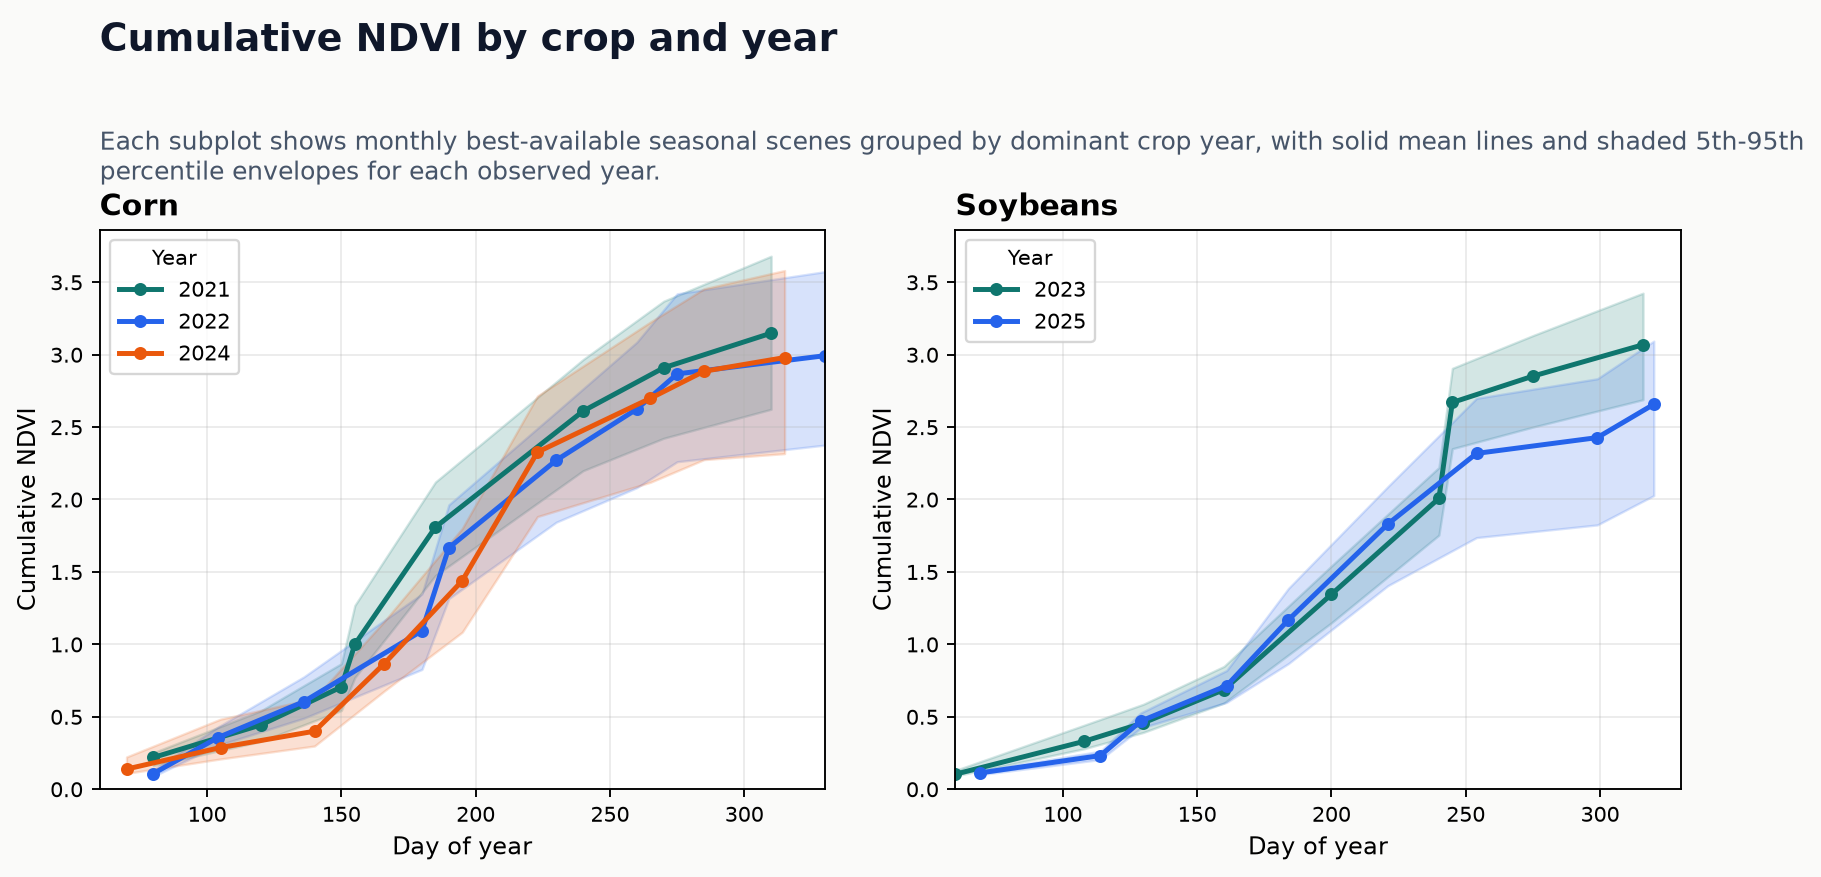 Cumulative NDVI by crop and year
Each subplot shows monthly best-available seasonal scenes grouped by dominant crop year, with solid mean lines and shaded 5th-95th
percentile envelopes for each observed year.
Corn
Year
2021
2022
2024
Cumulative NDVI
3.5
3.0
2.5
2.0
1.5
1.0
0.5
0.0
100
150
200
250
300
Day of year
Soybeans
Year
2023
2025
Cumulative NDVI
3.5
3.0
2.5
2.0
1.5
1.0
0.5
0.0
100
150
200
250
300
Day of year